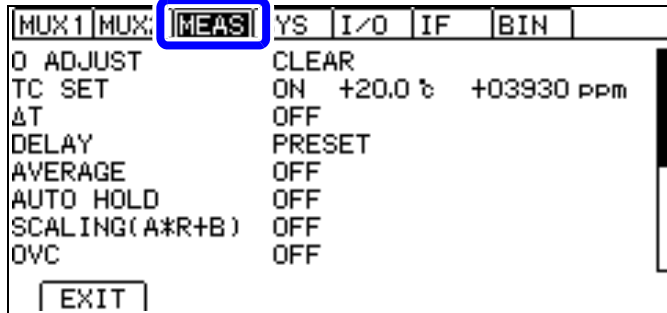 MUX1 MUX2 MEAS YS I/O IF BIN
0 ADJUST CLEAR
TC SET ON +20.0 ℃ +03930 ppm
ΔT OFF
DELAY PRESET
AVERAGE OFF
AUTO HOLD OFF
SCALING(A*R+B) OFF
OVC OFF
EXIT